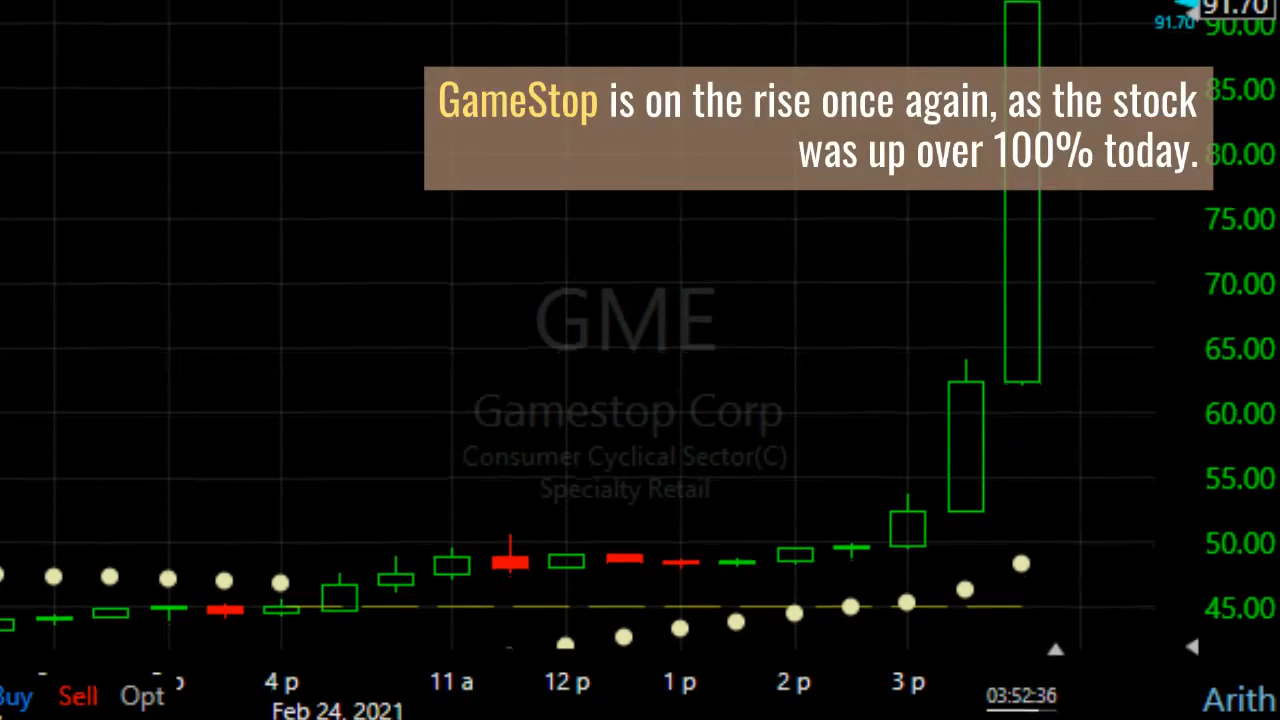 91.70
91.70
90.00
GameStop is on the rise once again, as the stock
was up over 100% today.
85.00
80.00
75.00
70.00
65.00
60.00
55.00
50.00
45.00
GME
Gamestop Corp
Consumer Cyclical Sector(C)
Specialty Retail
4 p
11 a
12 p
1 p
2 p
3 p
03:52:36
Buy
Sell
Opt
Feb 24, 2021
Arith